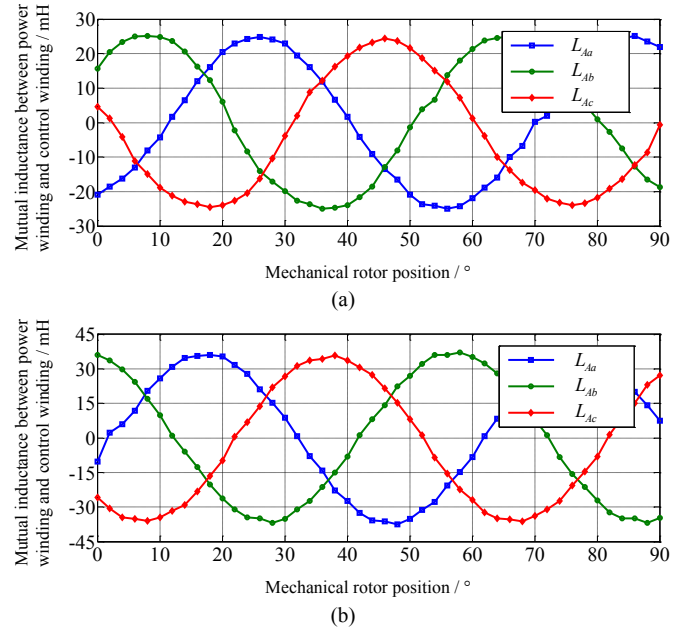 Mutual inductance between power
winding and control winding / mH
30
20
10
0
-10
-20
30
0 10 20 30 40 50 60 70 80 90
L_Aa
L_Ab
L_Ac
Mechanical rotor position / °
(a)
Mutual inductance between power
winding and control winding / mH
45
30
15
0
-15
-30
-45
0 10 20 30 40 50 60 70 80 90
L_Aa
L_Ab
L_Ac
Mechanical rotor position / °
(b)